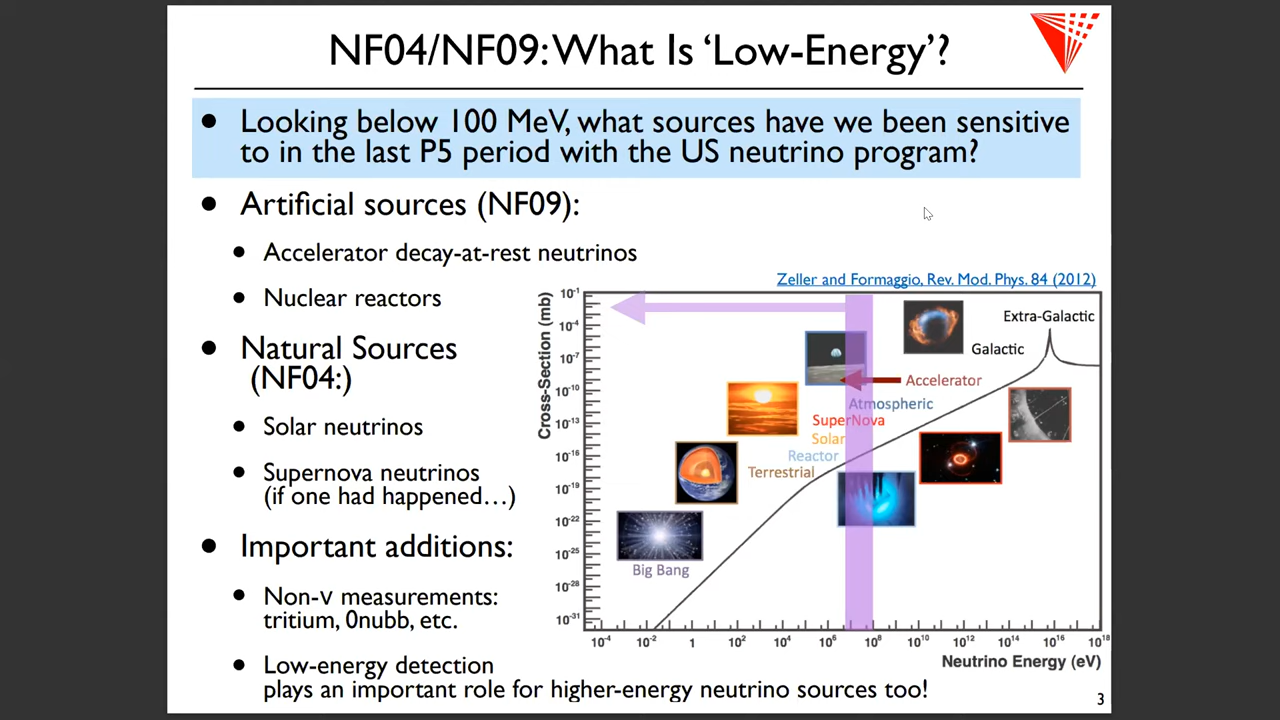 NF04/NF09: What Is ‘Low-Energy’?
• Looking below 100 MeV, what sources have we been sensitive
to in the last P5 period with the US neutrino program?
• Artificial sources (NF09):
• Accelerator decay-at-rest neutrinos
• Nuclear reactors
• Natural Sources
(NF04:)
• Solar neutrinos
• Supernova neutrinos
(if one had happened…)
• Important additions:
• Non-ν measurements:
tritium, 0nubb, etc.
• Low-energy detection
plays an important role for higher-energy neutrino sources too!
Zeller and Formaggio, Rev. Mod. Phys. 84 (2012)
Cross-Section (mb)
10⁻¹
10⁻⁴
10⁻⁷
10⁻¹⁰
10⁻¹³
10⁻¹⁶
10⁻¹⁹
10⁻²²
10⁻²⁵
10⁻²⁸
10⁻³¹
Extra-Galactic
Galactic
Accelerator
Atmospheric
SuperNova
Solar
Reactor
Terrestrial
Big Bang
10⁻⁴ 10⁻² 1 10² 10⁴ 10⁶ 10⁸ 10¹⁰ 10¹² 10¹⁴ 10¹⁶ 10¹⁸
Neutrino Energy (eV)
3